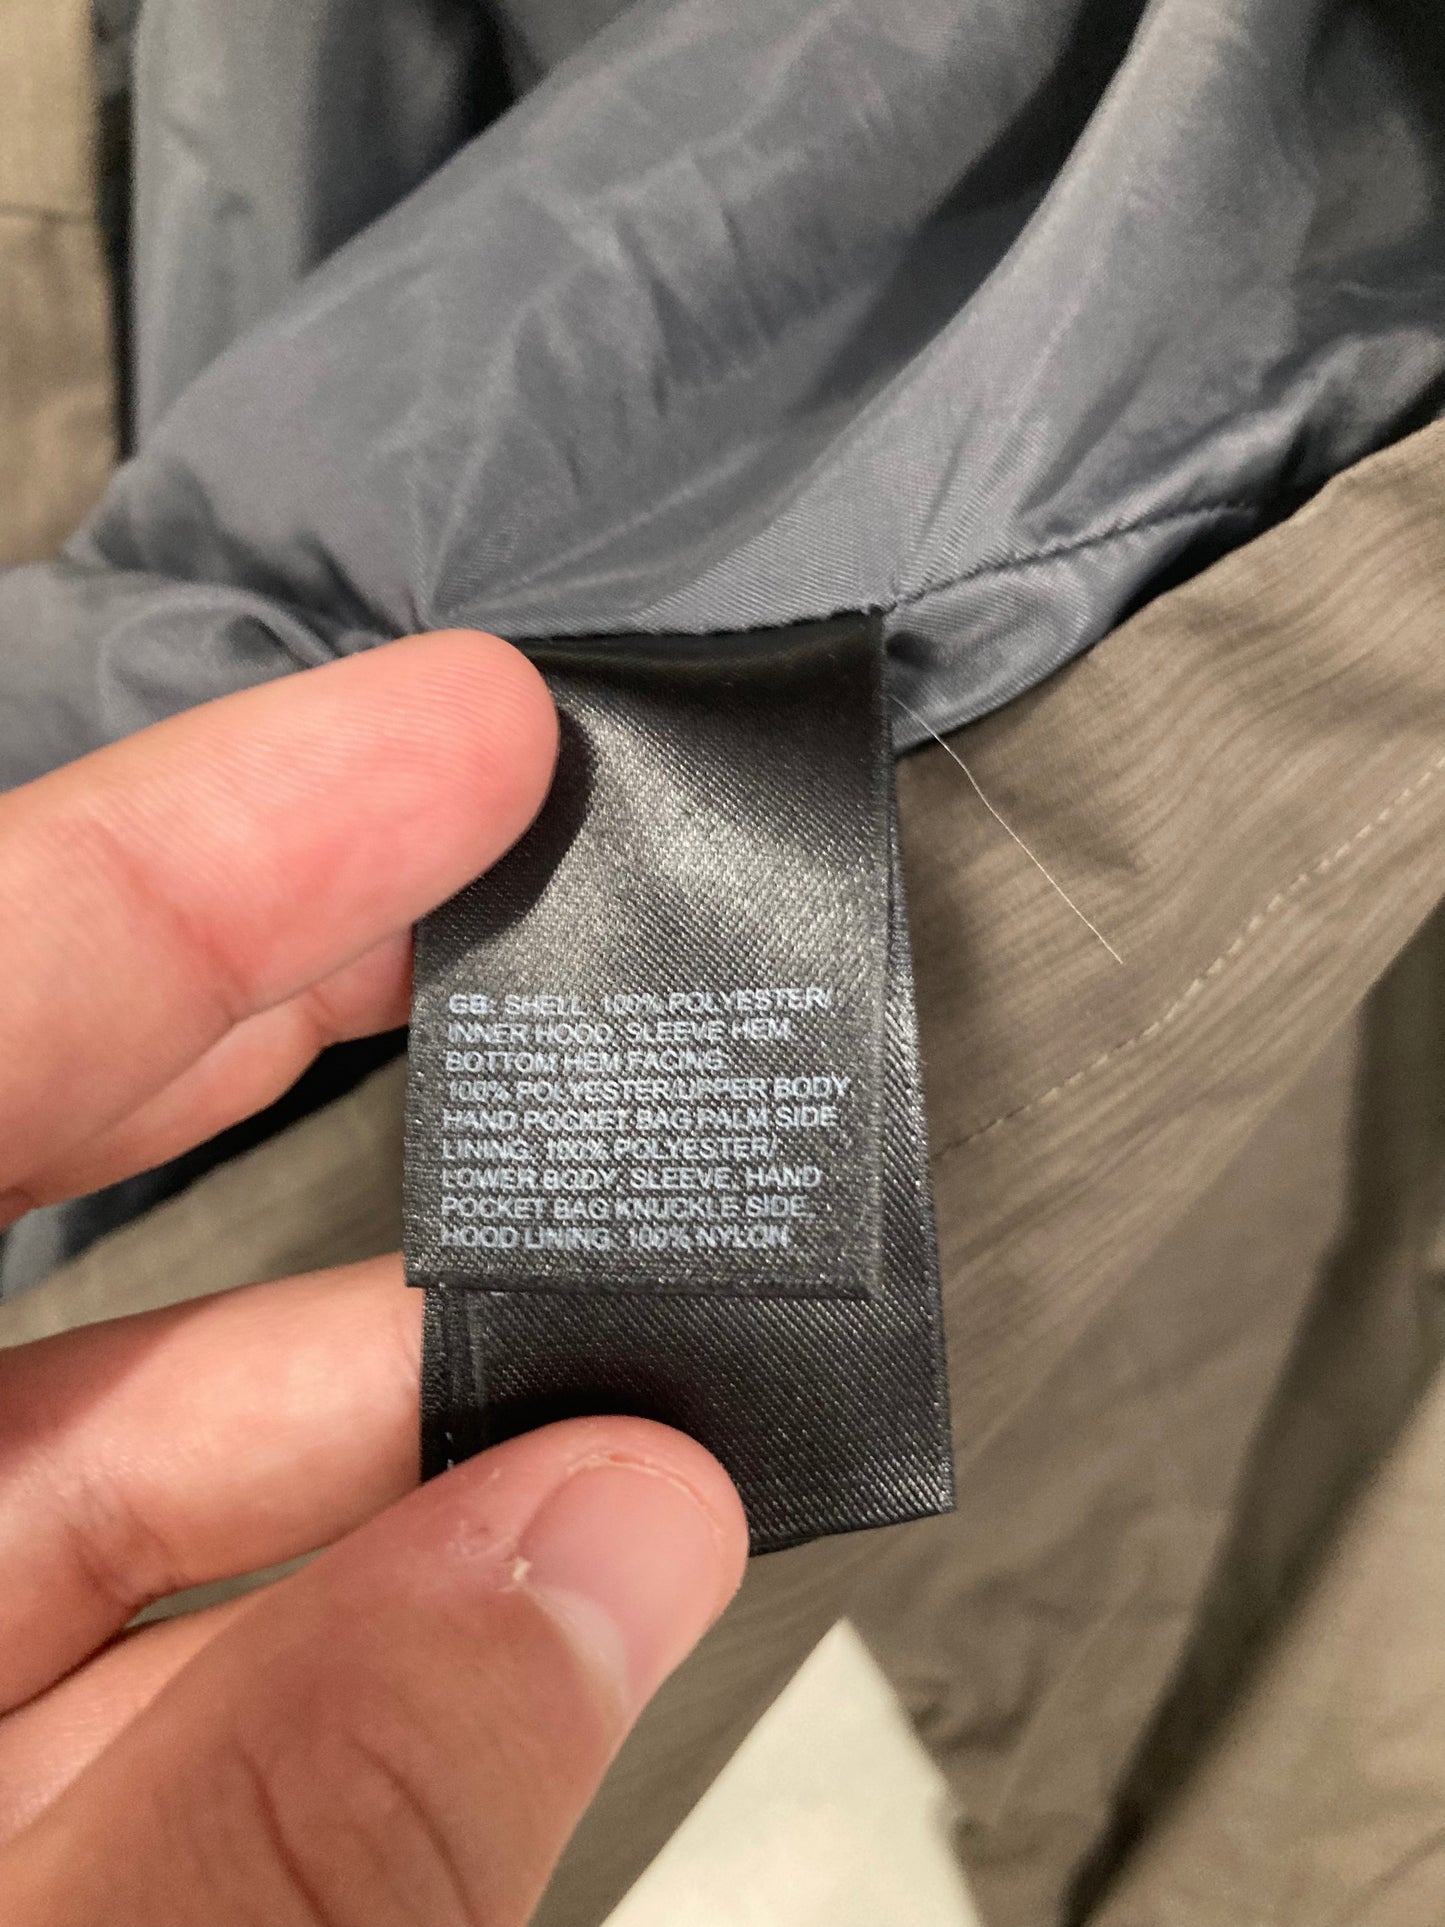 GB: SHELL, 100% POLYESTER/
INNER HOOD, SLEEVE HEM,
BOTTOM HEM FACING:
100% POLYESTER/UPPER BODY
HAND POCKET BAG PALM SIDE
LINING: 100% POLYESTER/
LOWER BODY, SLEEVE, HAND
POCKET BAG KNUCKLE SIDE,
HOOD LINING: 100% NYLON